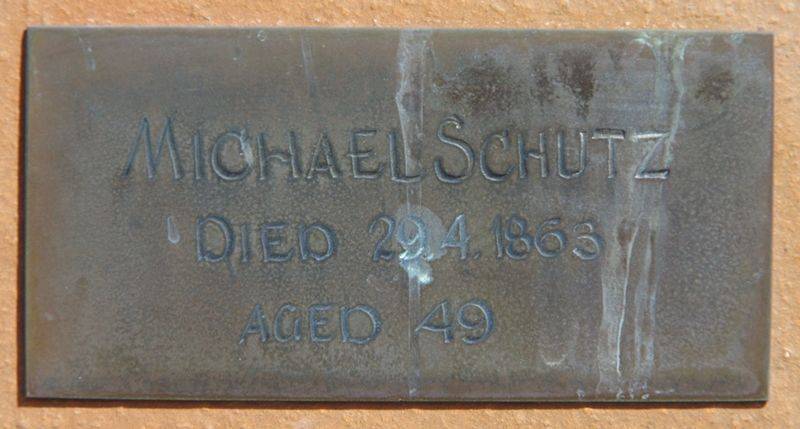 MICHAEL SCHUTZ
DIED 29.4.1863
AGED 49